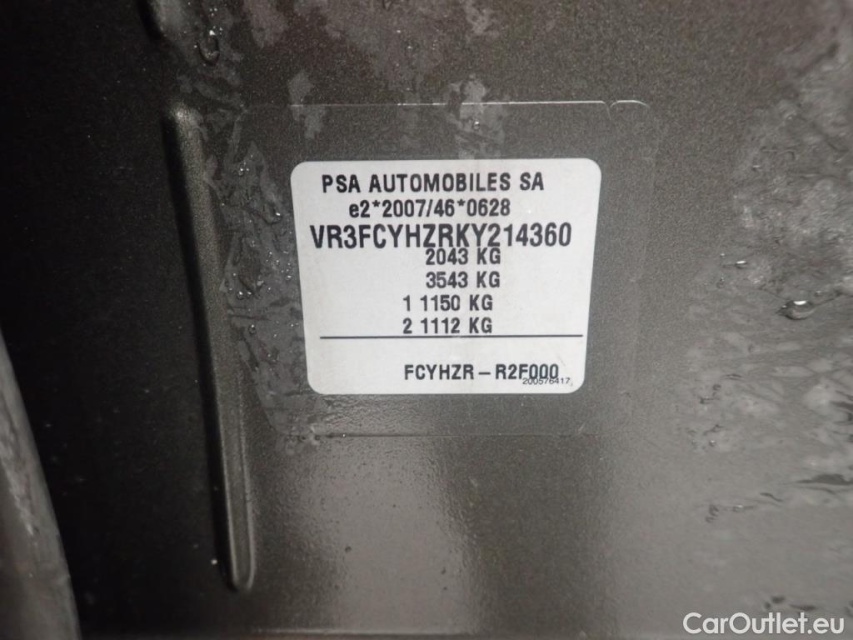 PSA AUTOMOBILES SA
e2*2007/46*0628
VR3FCYHZRKY214360
2043 KG
3543 KG
1 1150 KG
2 1112 KG
FCYHZR - R2F000
200576417
CarOutlet.eu